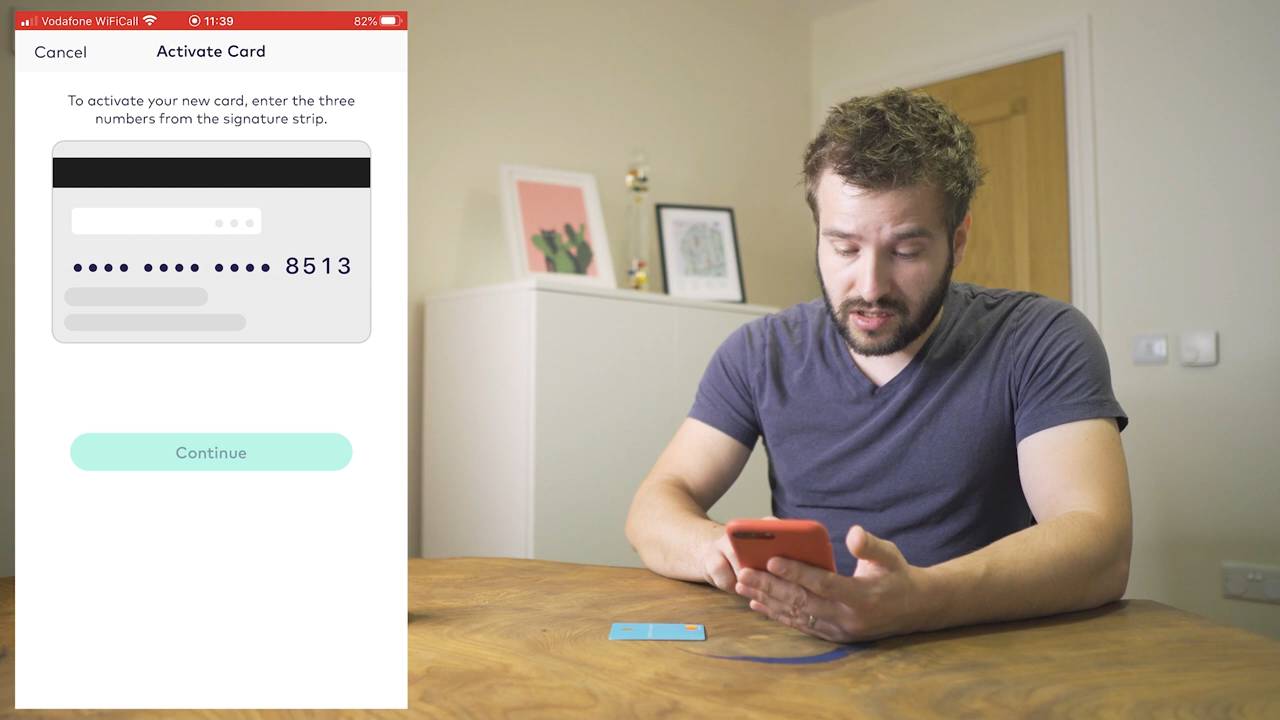 Vodafone WiFiCall 11:39 82%
Cancel Activate Card
To activate your new card, enter the three
numbers from the signature strip.
•••• •••• •••• 8513
Continue